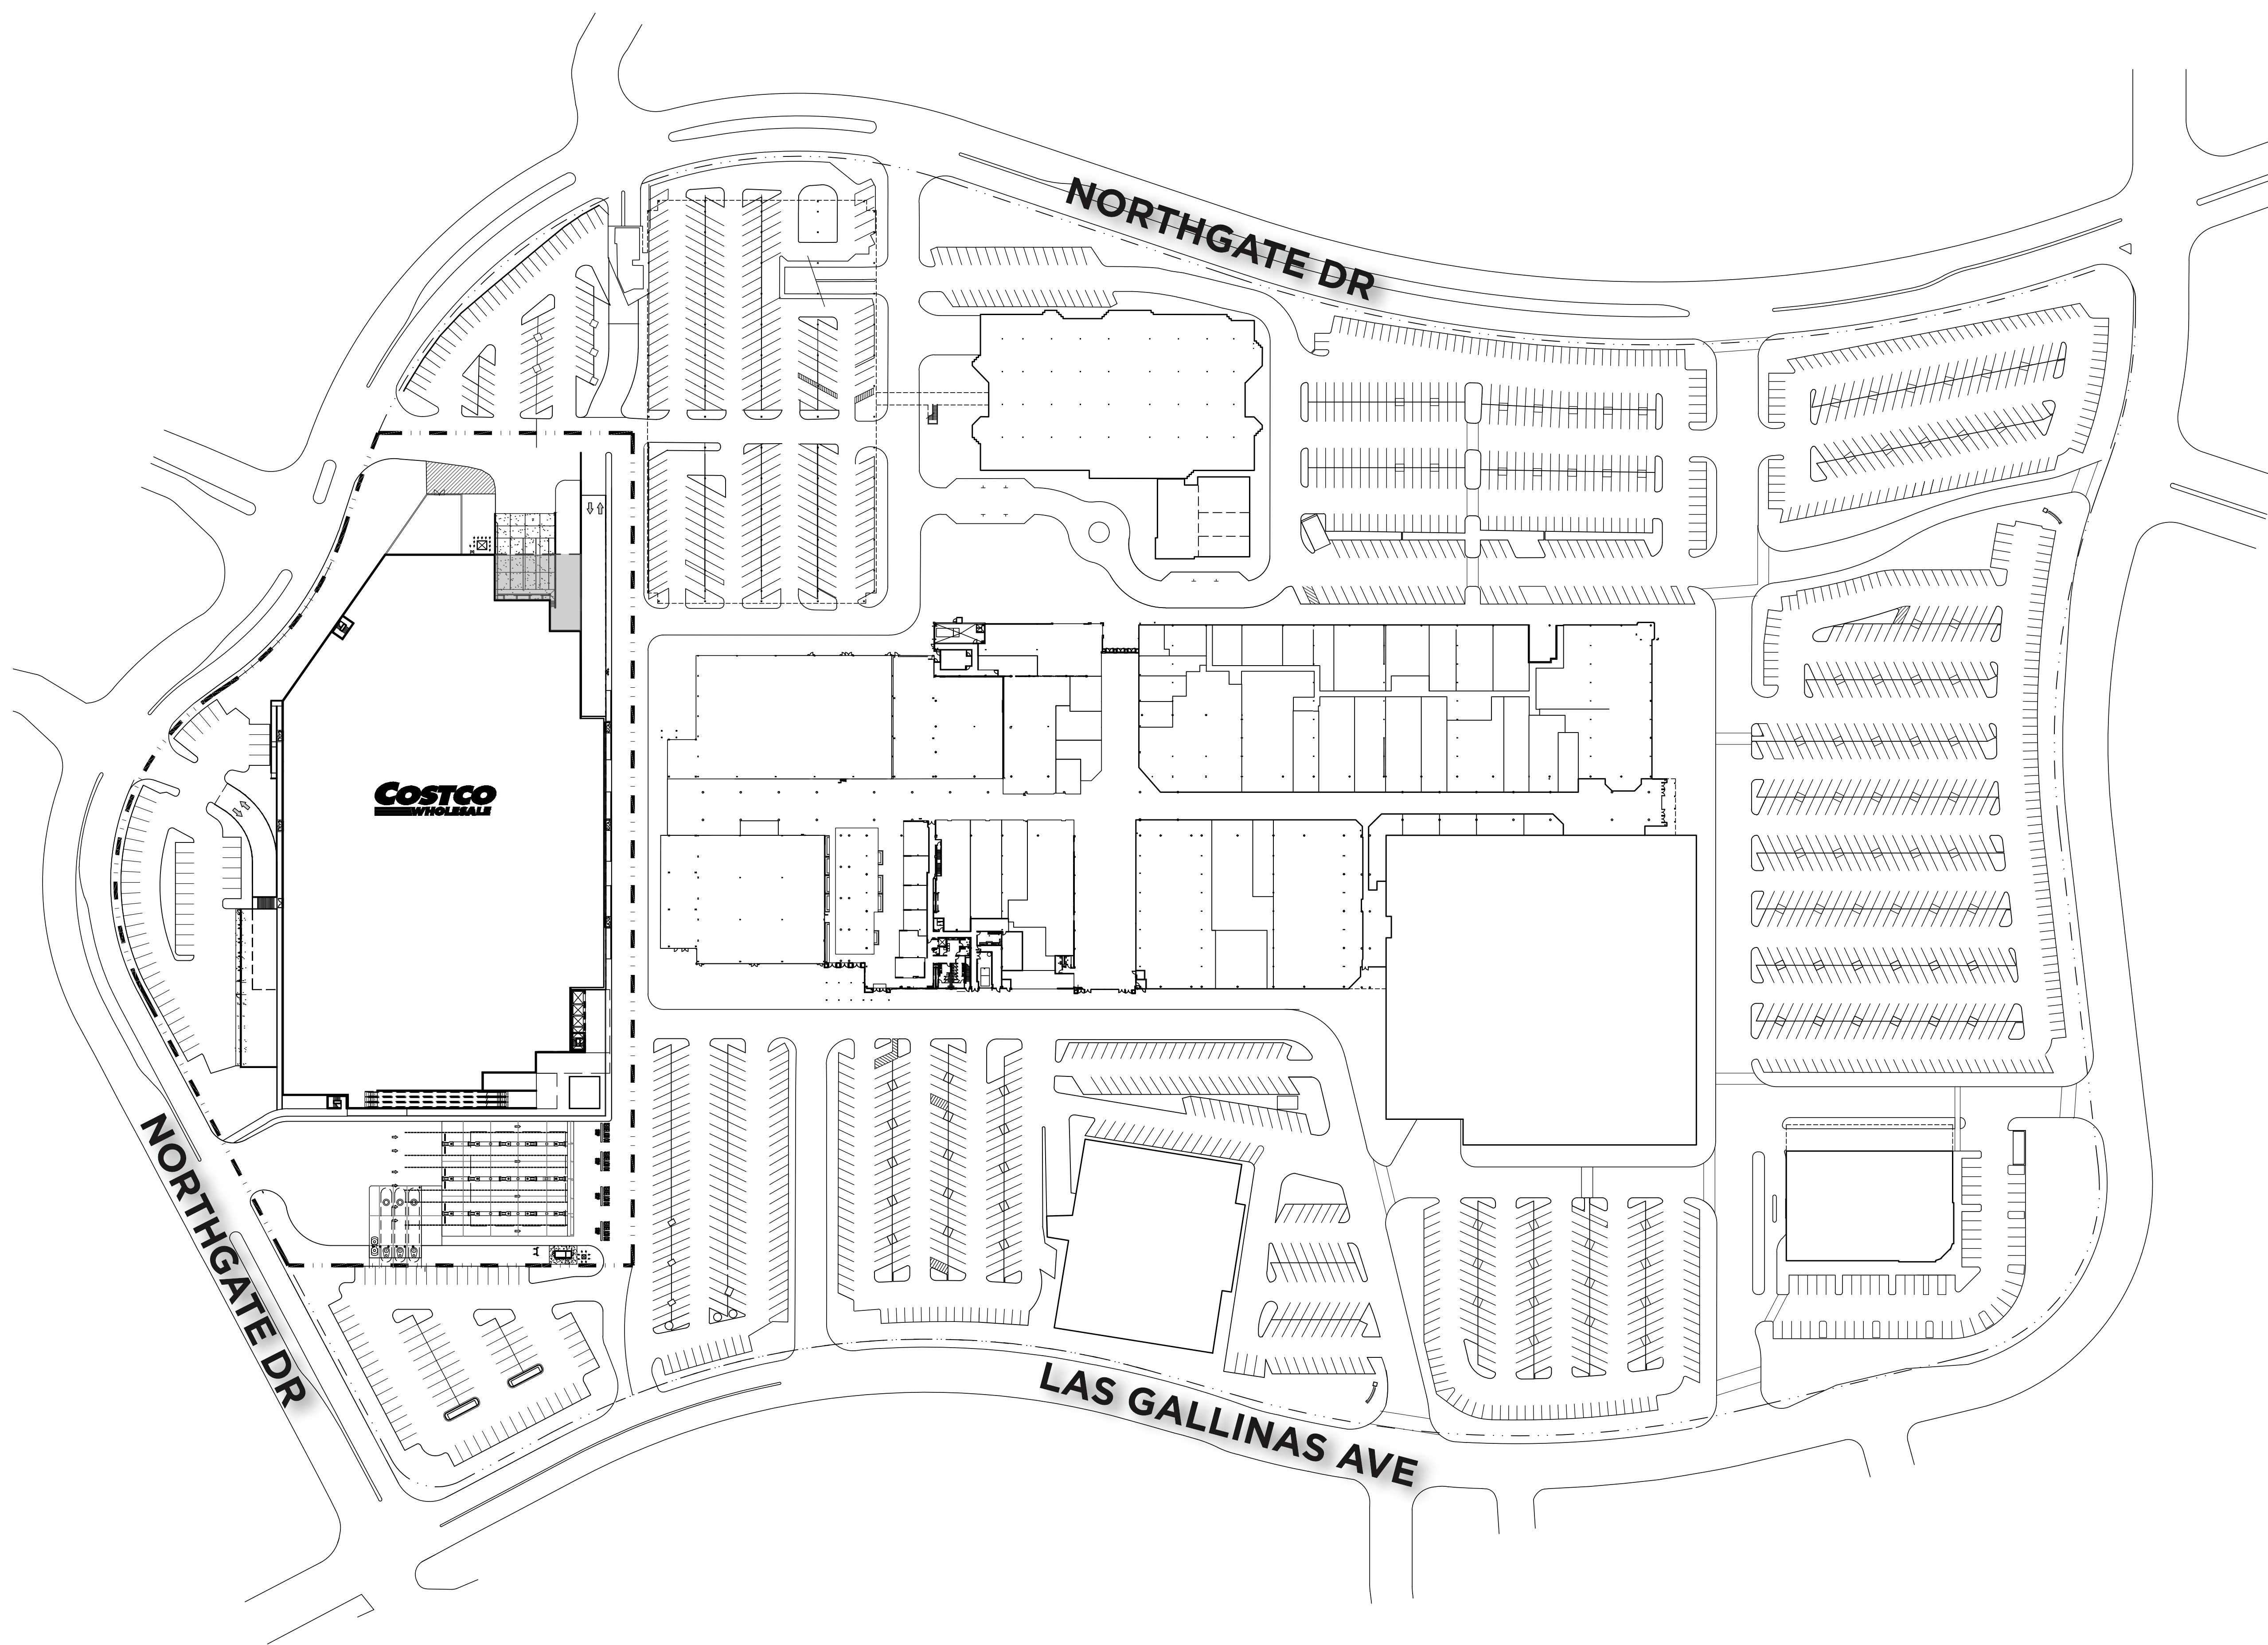 NORTHGATE DR
COSTCO
WHOLESALE
NORTHGATE DR
LAS GALLINAS AVE